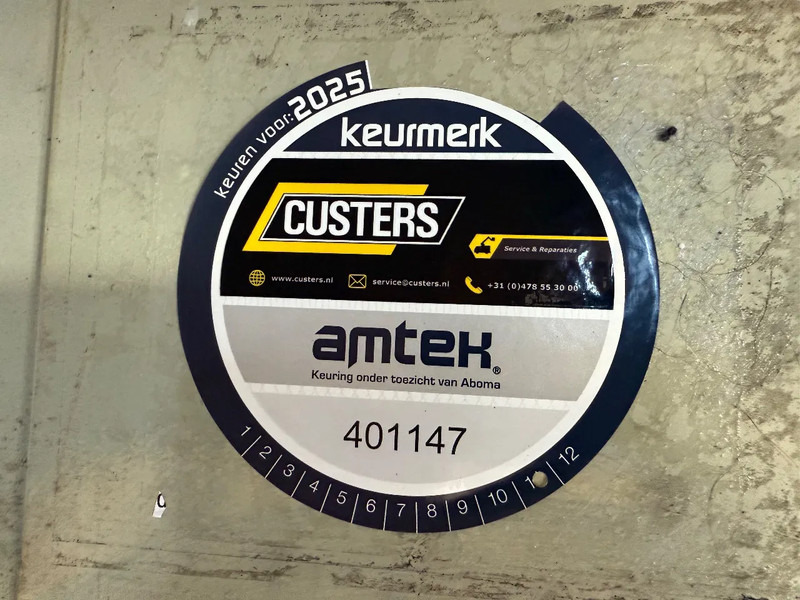 keuren voor: 2025
keurmerk
CUSTERS
Service & Reparaties
www.custers.nl service@custers.nl +31 (0)478 55 30 00
amtek®
Keuring onder toezicht van Aboma
401147
1 2 3 4 5 6 7 8 9 10 12